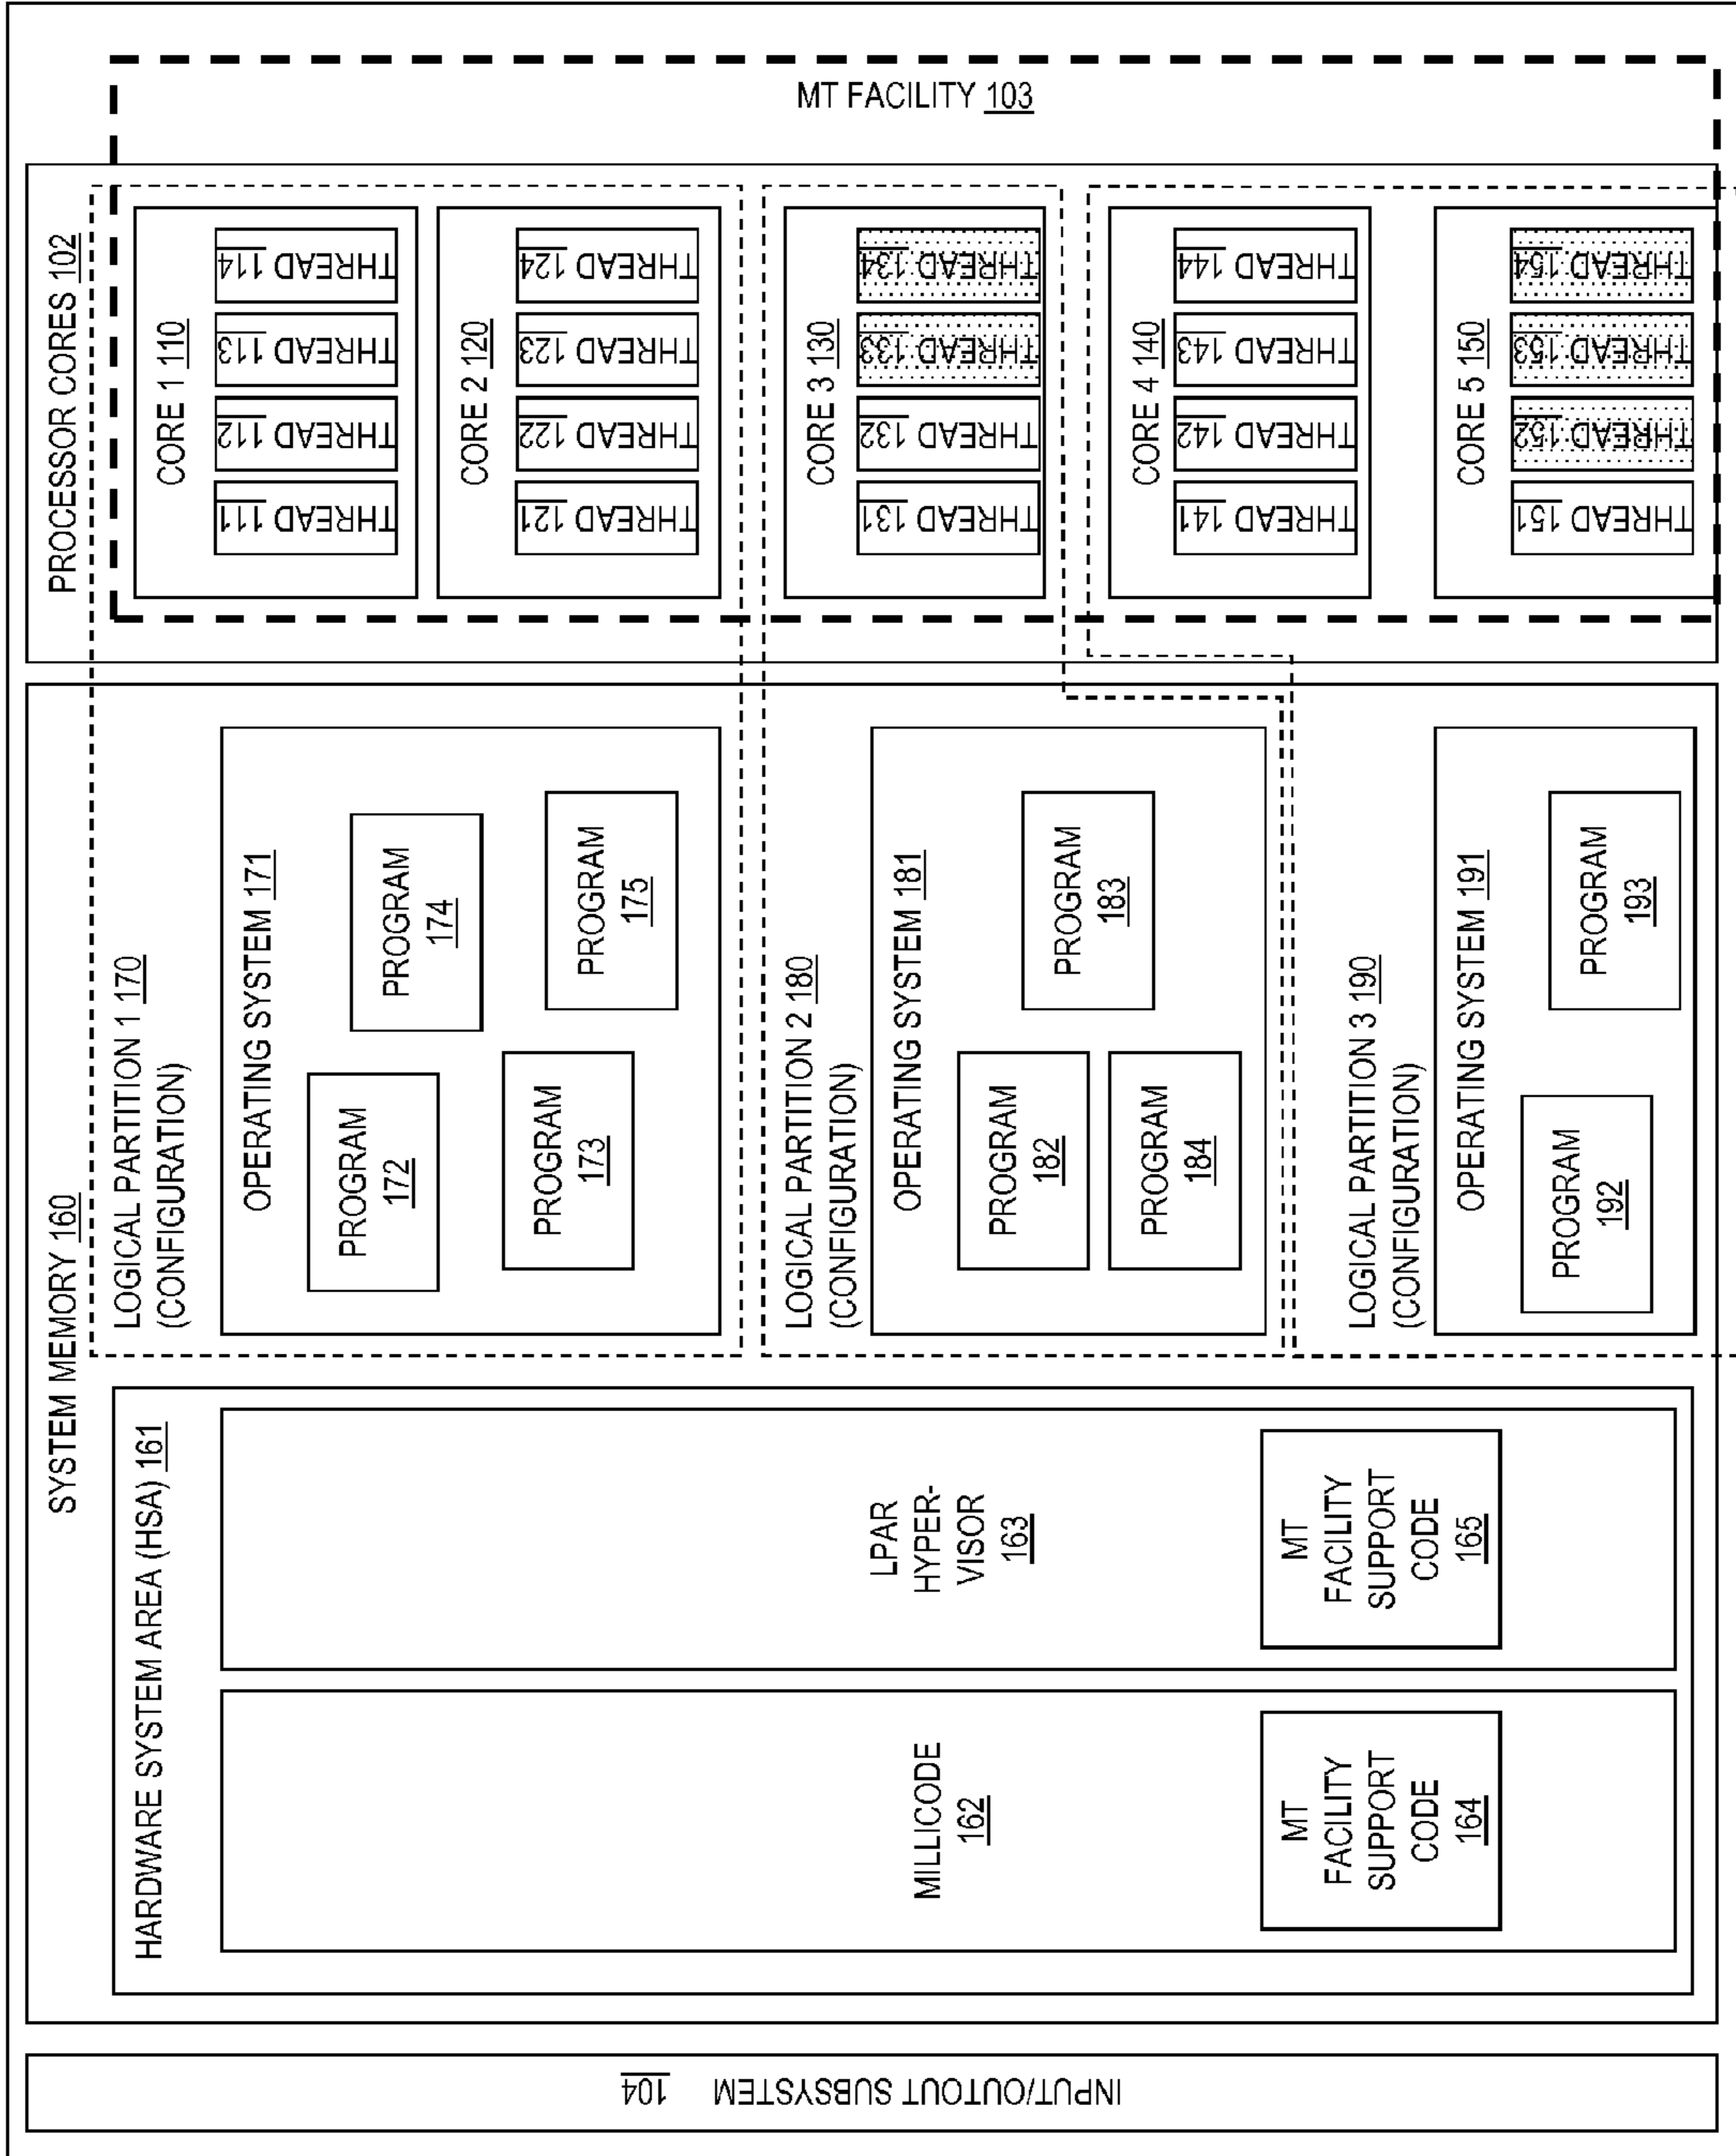 MT FACILITY 103
PROCESSOR CORES 102
CORE 1 110
THREAD 111
THREAD 112
THREAD 113
THREAD 114
CORE 2 120
THREAD 121
THREAD 122
THREAD 123
THREAD 124
CORE 3 130
THREAD 131
THREAD 132
THREAD 133
THREAD 134
CORE 4 140
THREAD 141
THREAD 142
THREAD 143
THREAD 144
CORE 5 150
THREAD 151
THREAD 152
THREAD 153
THREAD 154
SYSTEM MEMORY 160
LOGICAL PARTITION 1 170
(CONFIGURATION)
OPERATING SYSTEM 171
PROGRAM
172
PROGRAM
174
PROGRAM
173
PROGRAM
175
LOGICAL PARTITION 2 180
(CONFIGURATION)
OPERATING SYSTEM 181
PROGRAM
182
PROGRAM
183
PROGRAM
184
LOGICAL PARTITION 3 190
(CONFIGURATION)
OPERATING SYSTEM 191
PROGRAM
192
PROGRAM
193
HARDWARE SYSTEM AREA (HSA) 161
LPAR
HYPER-
VISOR
163
MT
FACILITY
SUPPORT
CODE
165
MILLICODE
162
MT
FACILITY
SUPPORT
CODE
164
INPUT/OUTOUT SUBSYSTEM 104